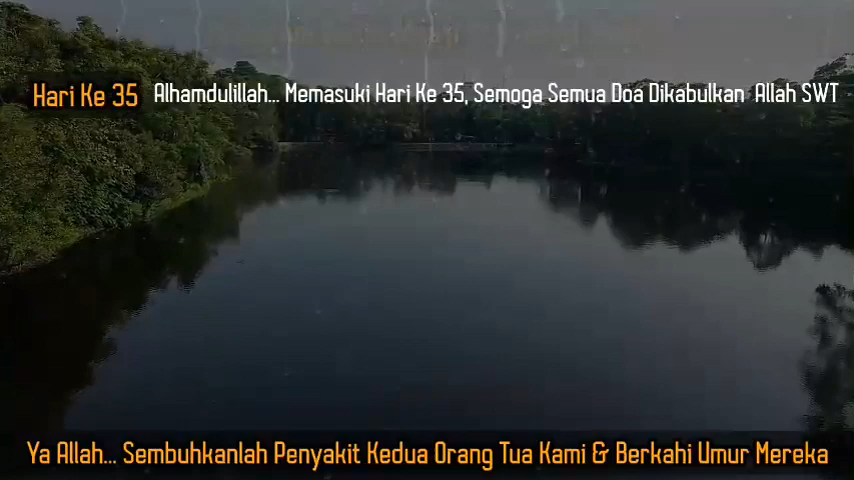 Hari Ke 35 Alhamdulillah... Memasuki Hari Ke 35, Semoga Semua Doa Dikabulkan Allah SWT
Ya Allah... Sembuhkanlah Penyakit Kedua Orang Tua Kami & Berkahi Umur Mereka